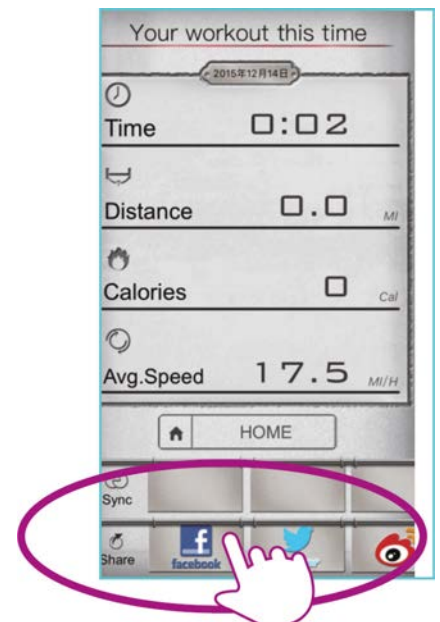 Your workout this time
2015年12月14日
Time 0:02
Distance 0.0 MI
Calories 0 Cal
Avg.Speed 17.5 MI/H
HOME
Sync
Share facebook